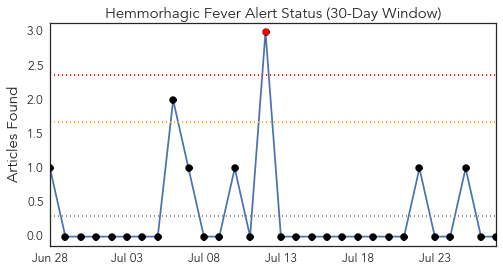 Hemmorhagic Fever Alert Status (30-Day Window)
Articles Found
3.0
2.5
2.0
1.5
1.0
0.5
0.0
Jun 28 Jul 03 Jul 08 Jul 13 Jul 18 Jul 23